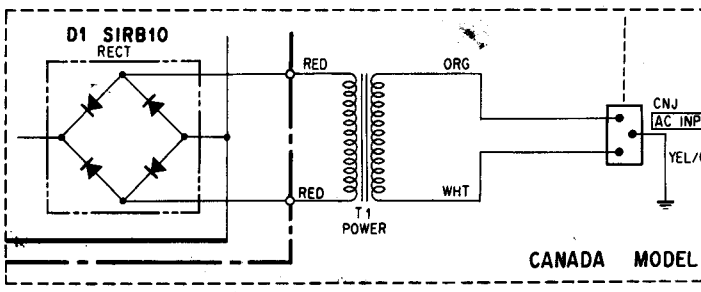 D1 SIRB10
RECT
RED
ORG
CNJ
AC INP
YEL/
RED
WHT
T1
POWER
CANADA MODEL